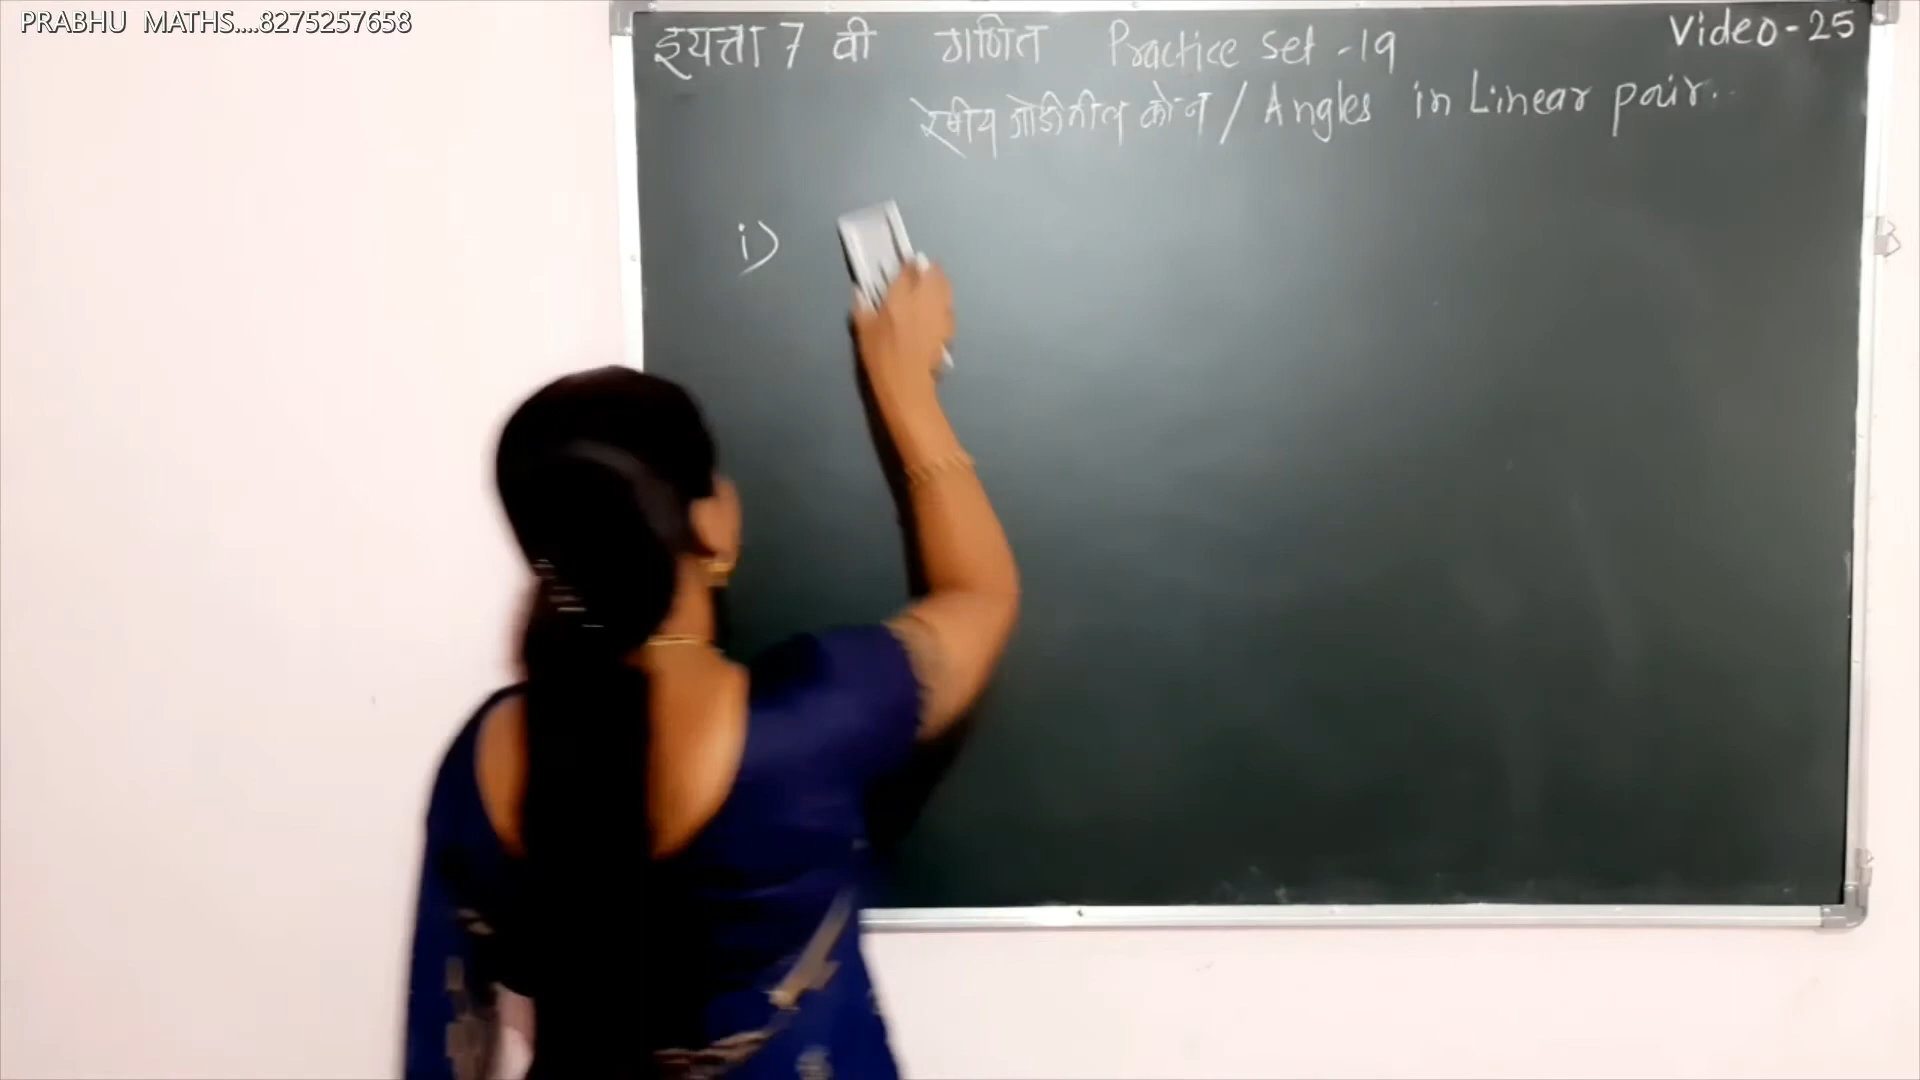 PRABHU MATHS....8275257658
इयत्ता 7 वी गणित Practice Set -19
Video-25
रेषीय जोडीतील कोन / Angles in Linear pair.
i)